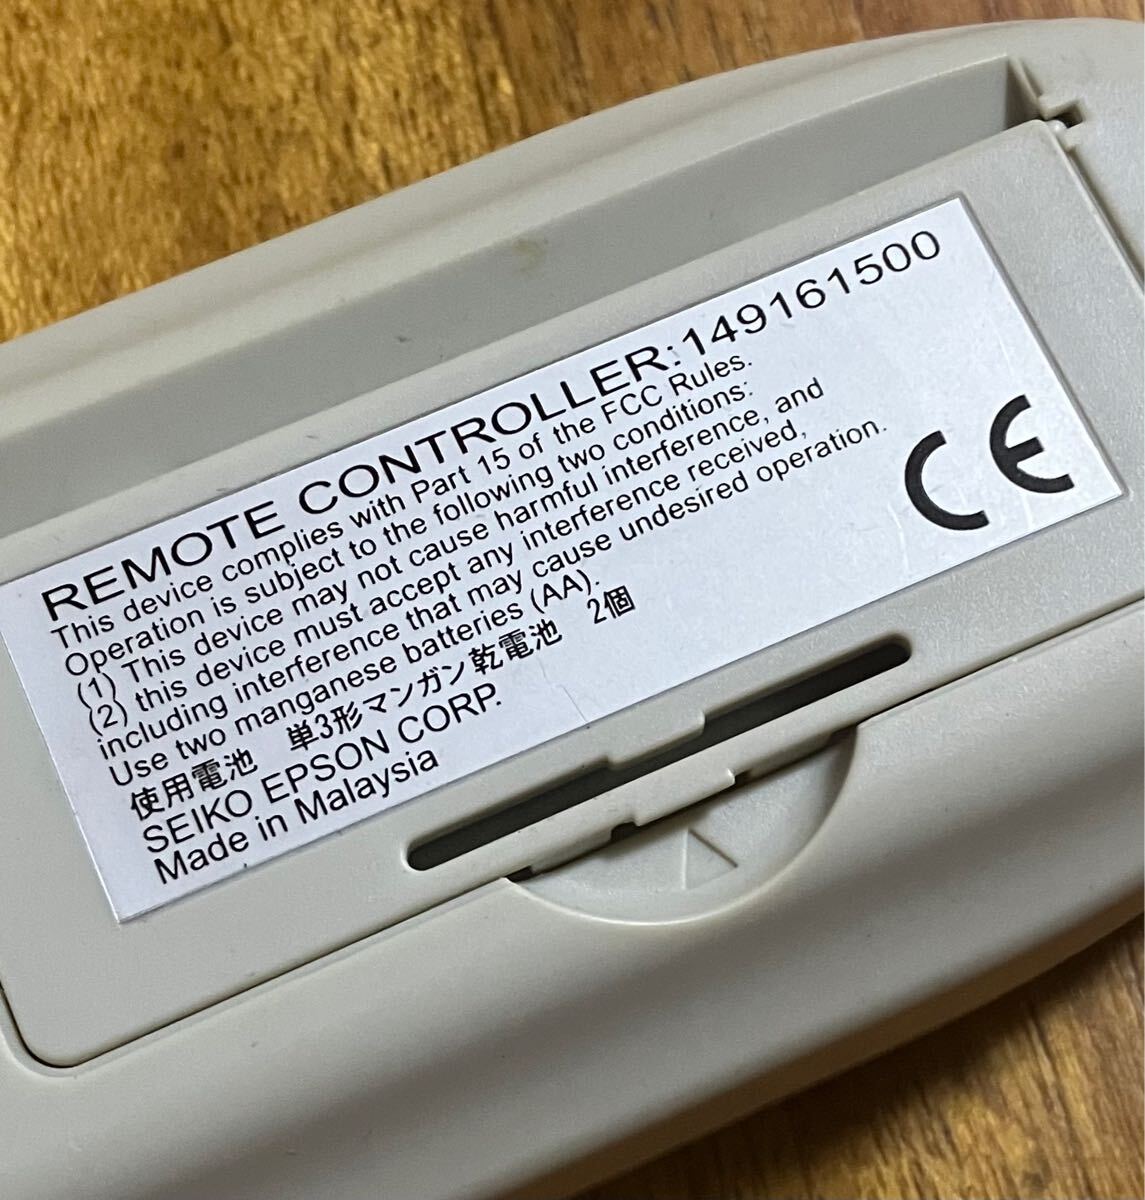 REMOTE CONTROLLER:149161500
This device complies with Part 15 of the FCC Rules.
Operation is subject to the following two conditions:
(1) This device may not cause harmful interference, and
(2) this device must accept any interference received,
including interference that may cause undesired operation.
Use two manganese batteries (AA).
使用電池　単3形マンガン乾電池　2個
SEIKO EPSON CORP.
Made in Malaysia
CE